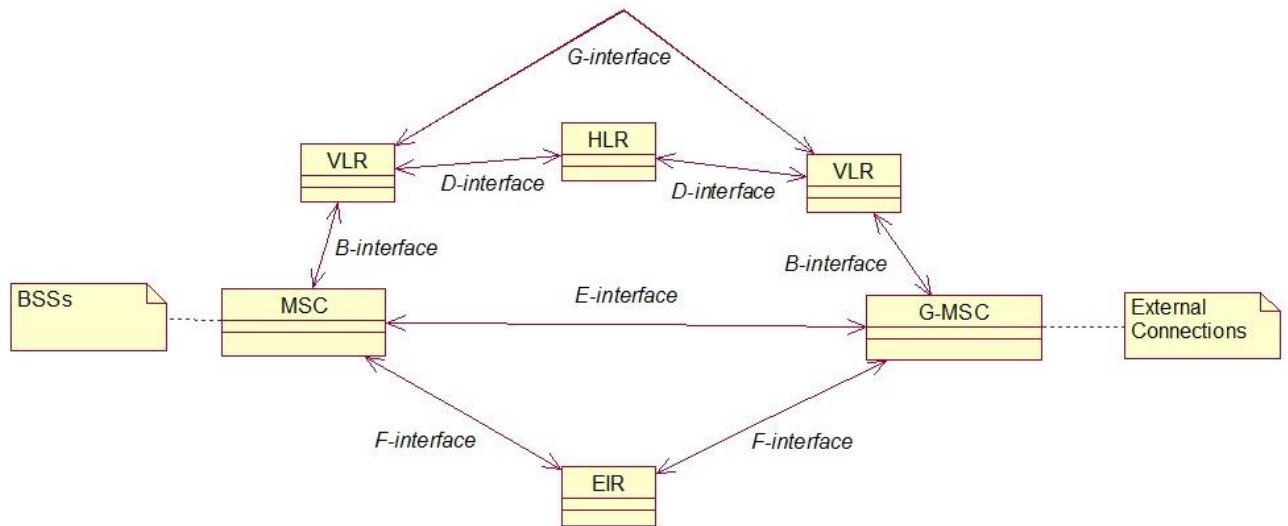 G-interface
HLR
VLR
VLR
D-interface
D-interface
B-interface
B-interface
BSSs
MSC
E-interface
G-MSC
External
Connections
F-interface
F-interface
EIR